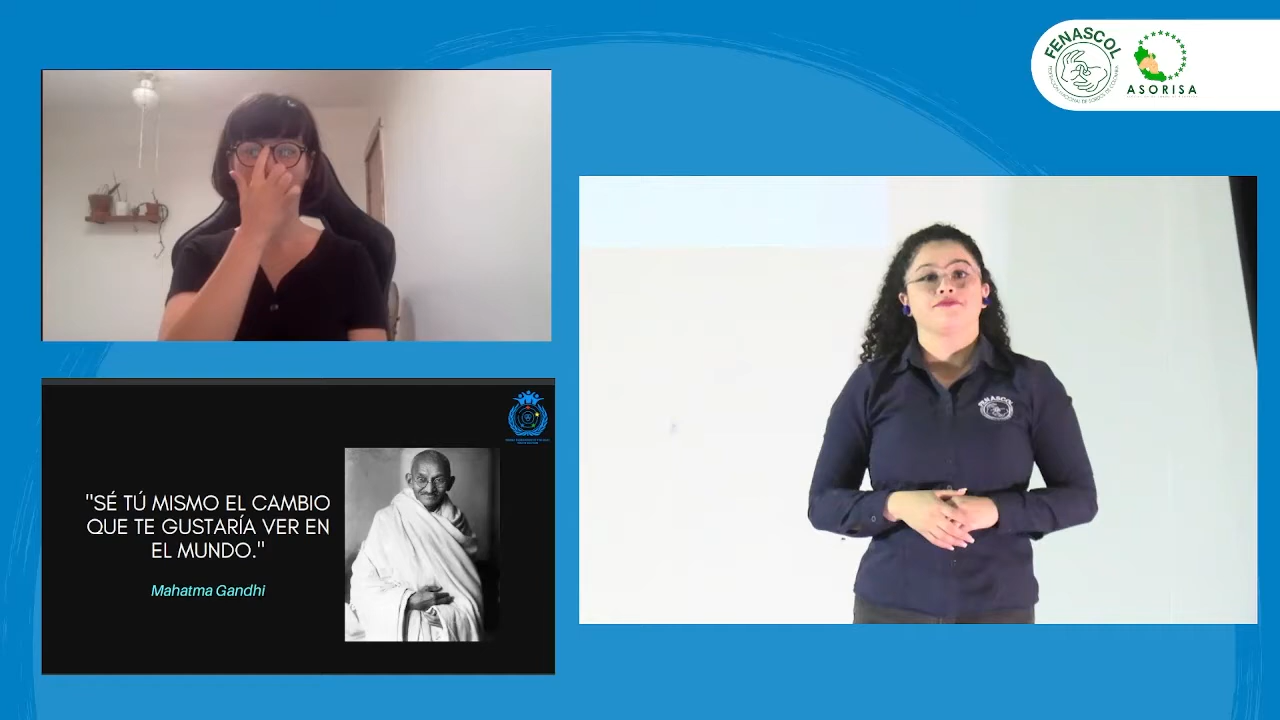 FENASCOL
ASORISA
"SÉ TÚ MISMO EL CAMBIO
QUE TE GUSTARÍA VER EN
EL MUNDO."
Mahatma Gandhi
FENASCOL